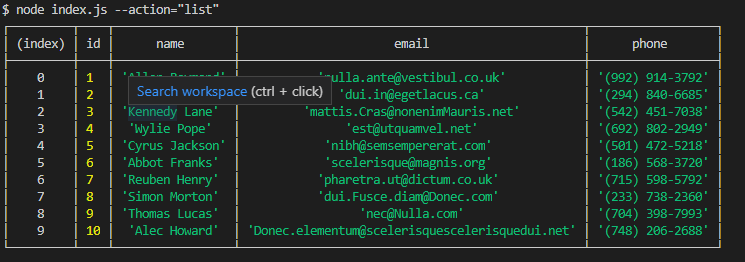 $ node index.js --action="list"
(index) id name email phone
0 1 'Allen Raymond' 'nulla.ante@vestibul.co.uk' '(992) 914-3792'
1 2 'dui.in@egetlacus.ca' '(294) 840-6685'
Search workspace (ctrl + click)
2 3 'Kennedy Lane' 'mattis.Cras@nonenimMauris.net' '(542) 451-7038'
3 4 'Wylie Pope' 'est@utquamvel.net' '(692) 802-2949'
4 5 'Cyrus Jackson' 'nibh@semsempererat.com' '(501) 472-5218'
5 6 'Abbot Franks' 'scelerisque@magnis.org' '(186) 568-3720'
6 7 'Reuben Henry' 'pharetra.ut@dictum.co.uk' '(715) 598-5792'
7 8 'Simon Morton' 'dui.Fusce.diam@Donec.com' '(233) 738-2360'
8 9 'Thomas Lucas' 'nec@Nulla.com' '(704) 398-7993'
9 10 'Alec Howard' 'Donec.elementum@scelerisquescelerisquedui.net' '(748) 206-2688'